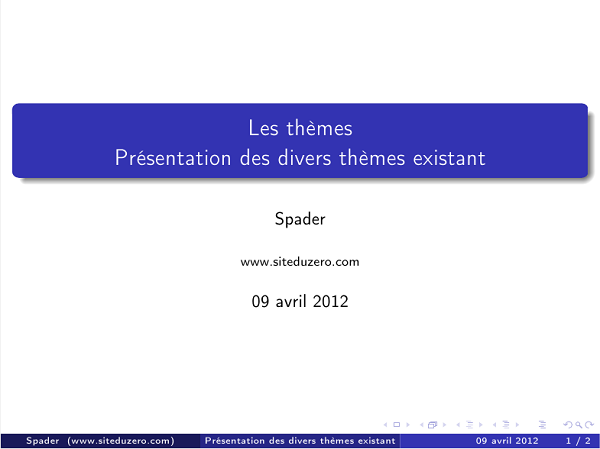 Les thèmes
Présentation des divers thèmes existant
Spader
www.siteduzero.com
09 avril 2012
Spader (www.siteduzero.com) Présentation des divers thèmes existant 09 avril 2012 1 / 2